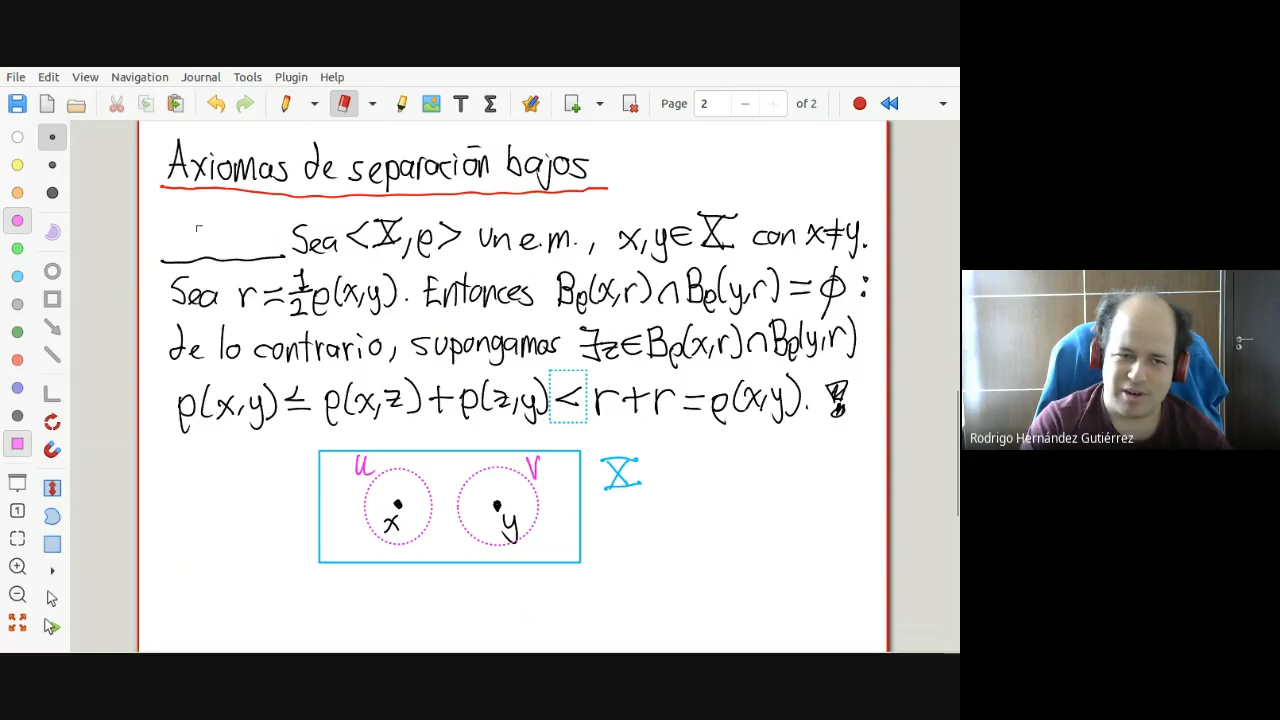 File Edit View Navigation Journal Tools Plugin Help
T Σ Page 2 of 2
Axiomas de separación bajos
Sea <X,ρ> un e.m., x,y∈X con x≠y.
Sea r=1/2ρ(x,y). Entonces Bρ(x,r)∩Bρ(y,r)=∅:
de lo contrario, supongamos ∃z∈Bρ(x,r)∩Bρ(y,r)
ρ(x,y)≤ρ(x,z)+ρ(z,y)<r+r=ρ(x,y).
U V X
x y
1
Rodrigo Hernández Gutiérrez